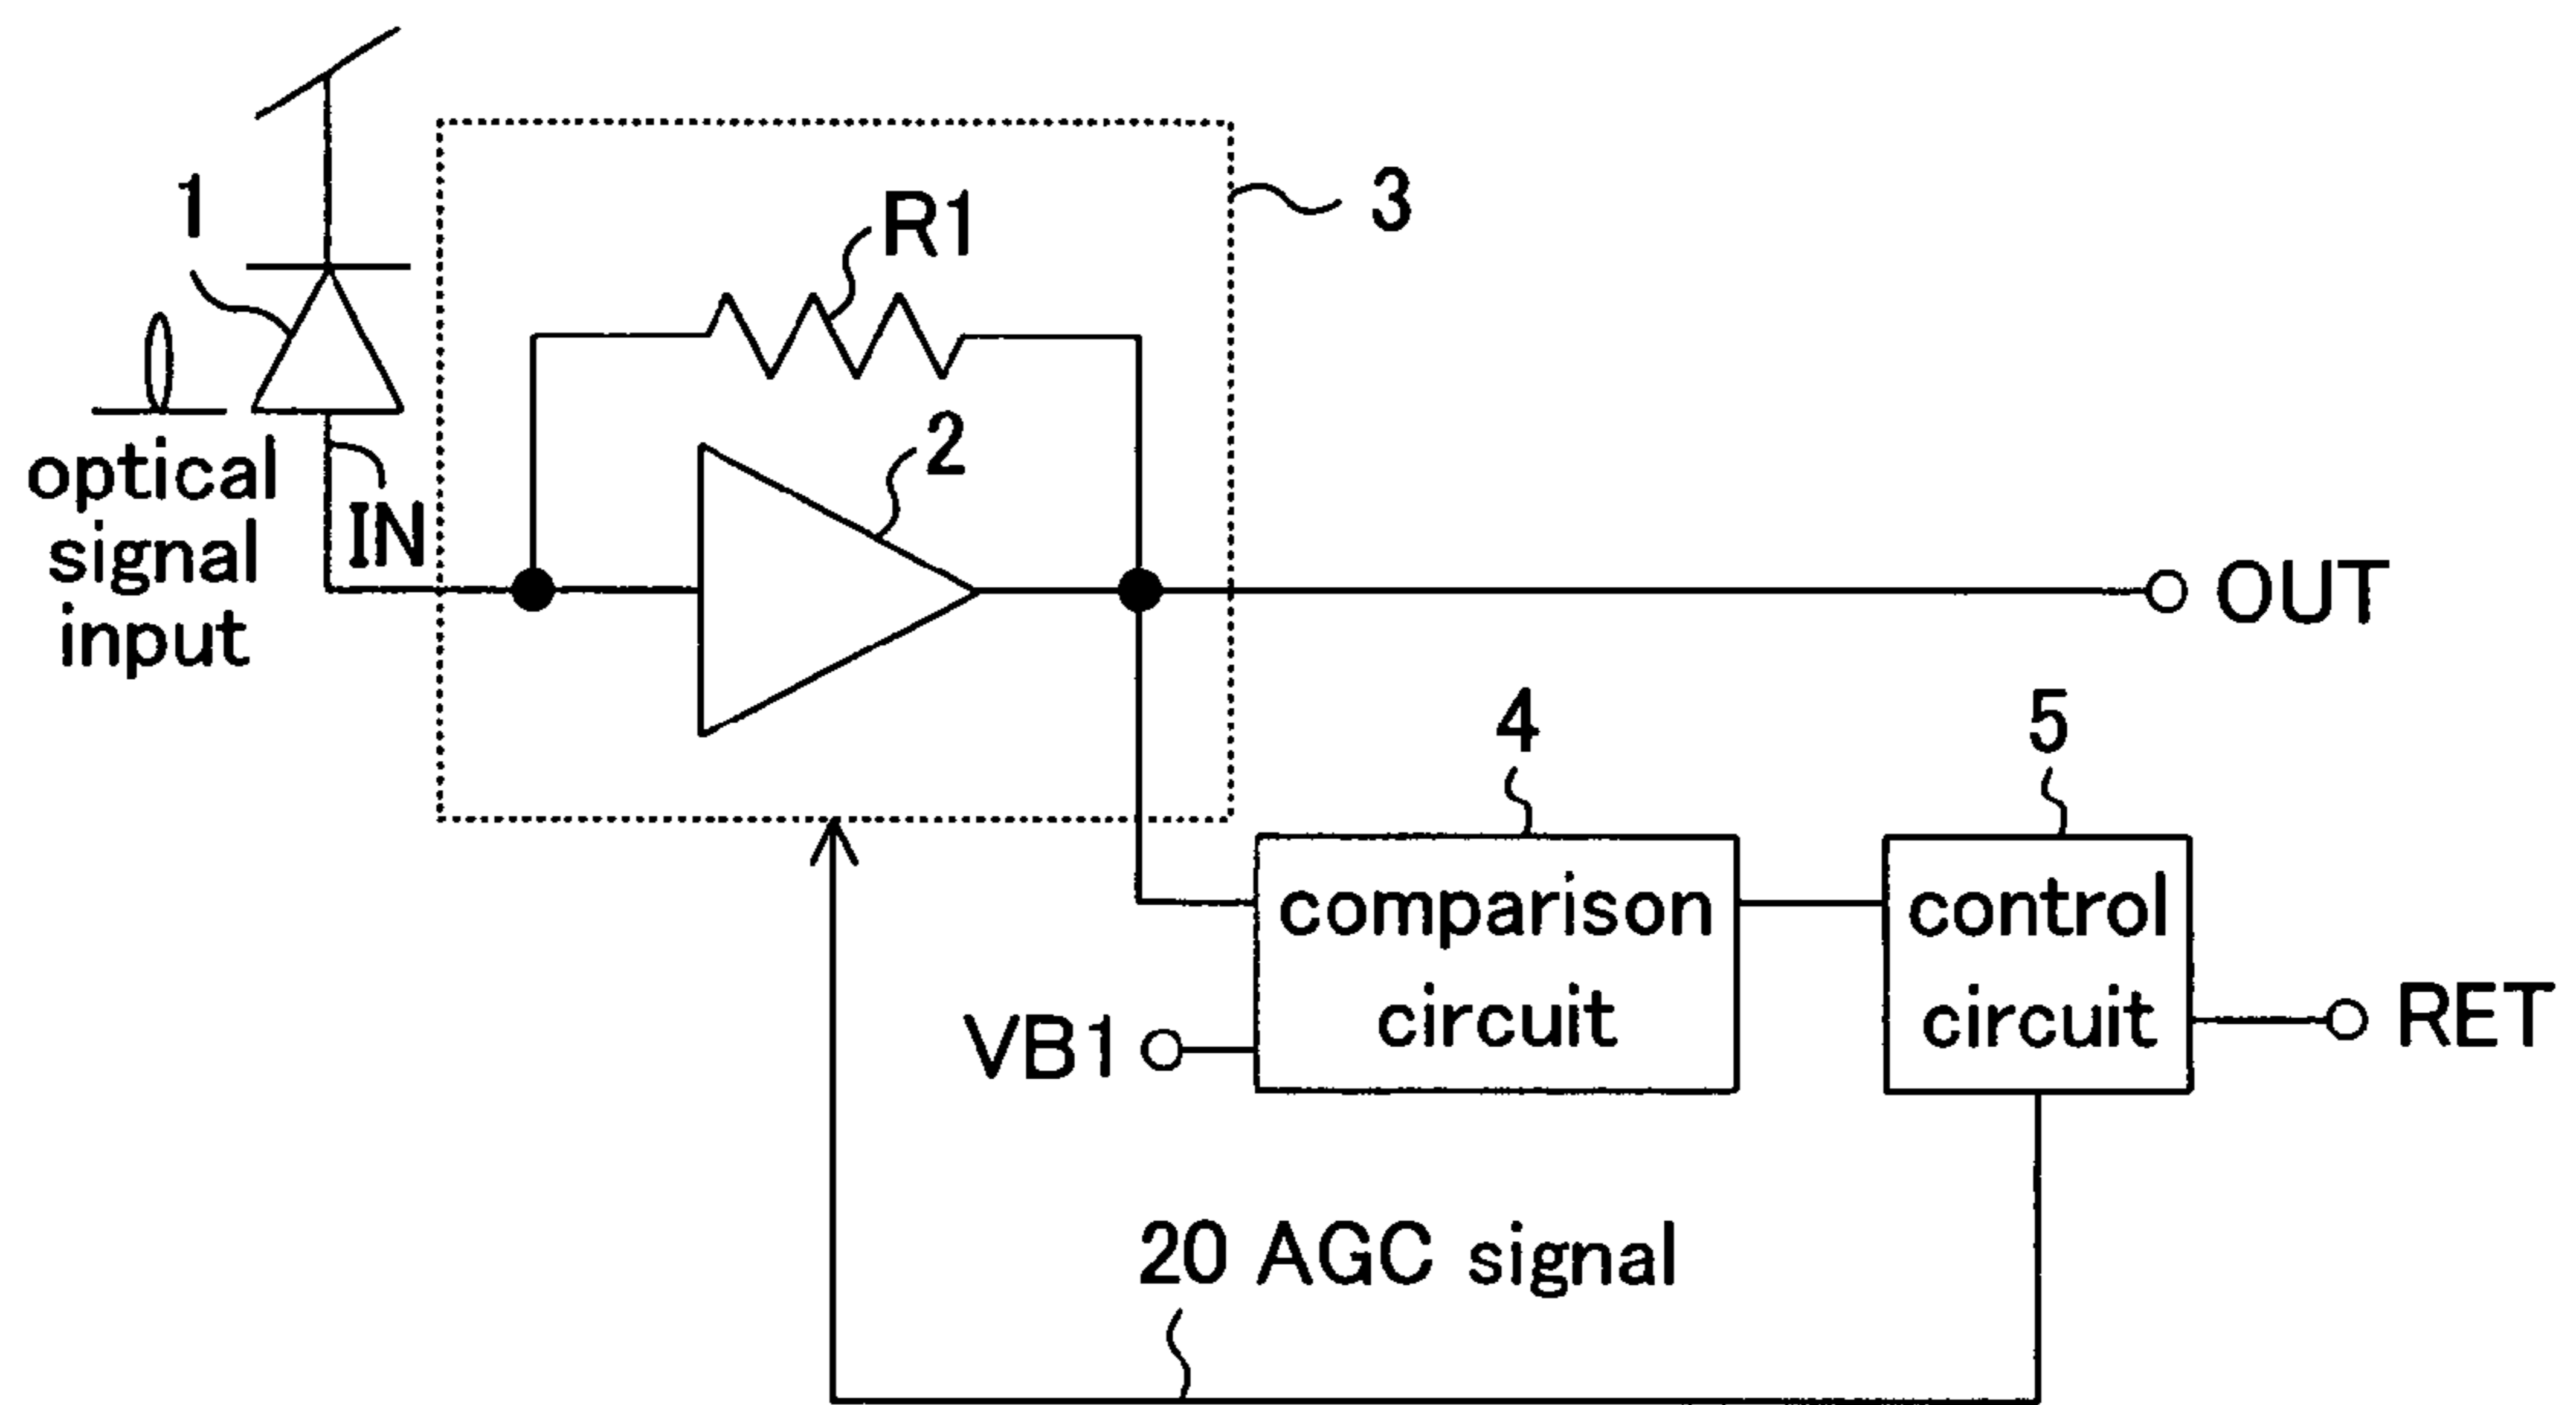 1
R1
3
optical
signal
input
IN
2
OUT
4
5
comparison
circuit
control
circuit
VB1
RET
20 AGC signal